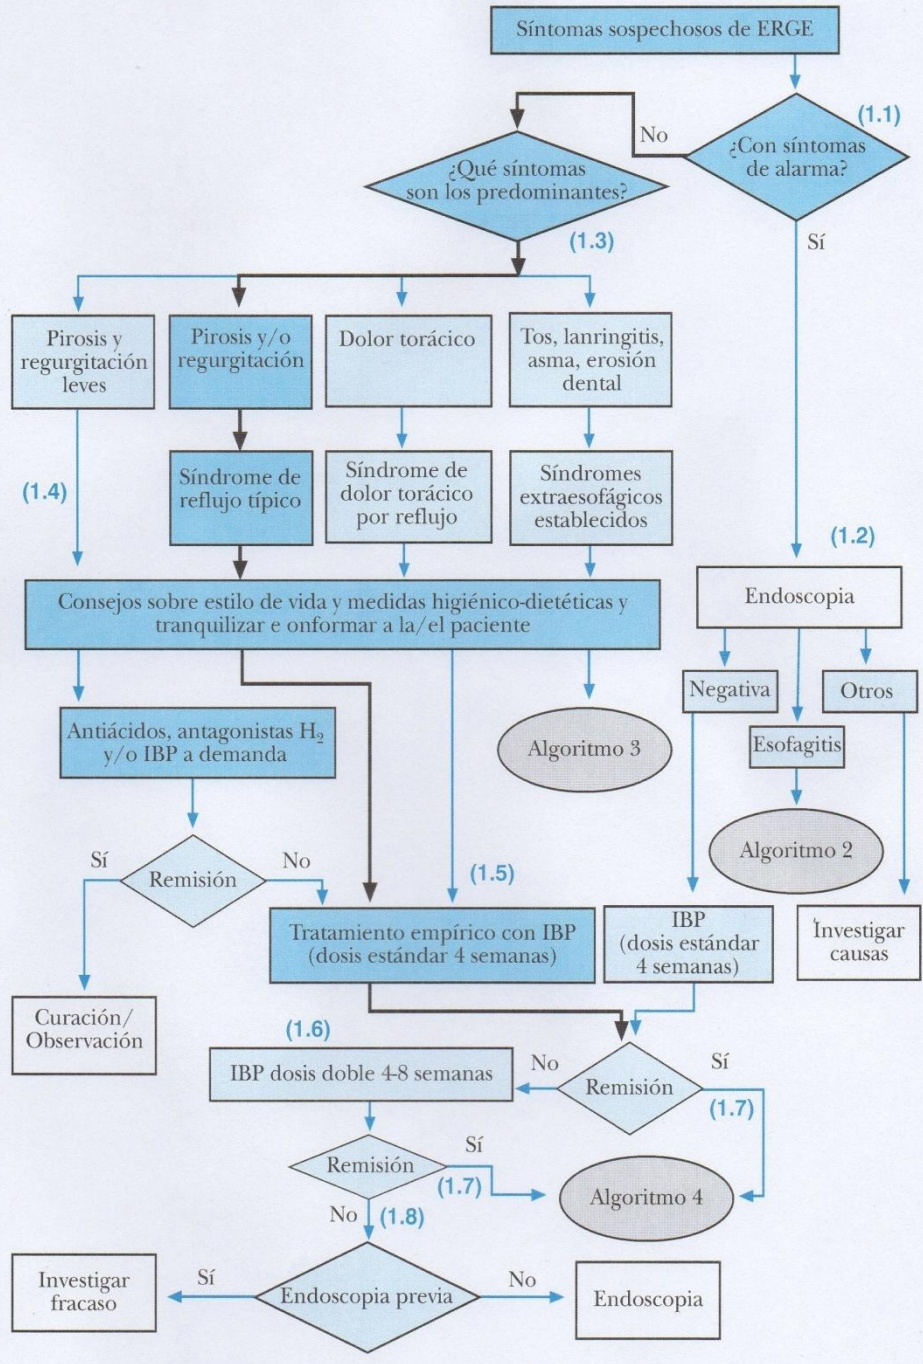 Síntomas sospechosos de ERGE
(1.1)
No
¿Con síntomas
de alarma?
¿Qué síntomas
son los predominantes?
(1.3)
Sí
Pirosis y
regurgitación
leves
Pirosis y/o
regurgitación
Dolor torácico
Tos, lanringitis,
asma, erosión
dental
(1.4)
Síndrome de
reflujo típico
Síndrome de
dolor torácico
por reflujo
Síndromes
extraesofágicos
establecidos
(1.2)
Consejos sobre estilo de vida y medidas higiénico-dietéticas y
tranquilizar e onformar a la/el paciente
Endoscopia
Negativa
Otros
Antiácidos, antagonistas H₂
y/o IBP a demanda
Algoritmo 3
Esofagitis
Algoritmo 2
Sí
Remisión
No
(1.5)
Tratamiento empírico con IBP
(dosis estándar 4 semanas)
IBP
(dosis estándar
4 semanas)
Investigar
causas
Curación/
Observación
(1.6)
IBP dosis doble 4-8 semanas
No
Remisión
Sí
(1.7)
Remisión
Sí
(1.7)
Algoritmo 4
No
(1.8)
Investigar
fracaso
Sí
Endoscopia previa
No
Endoscopia